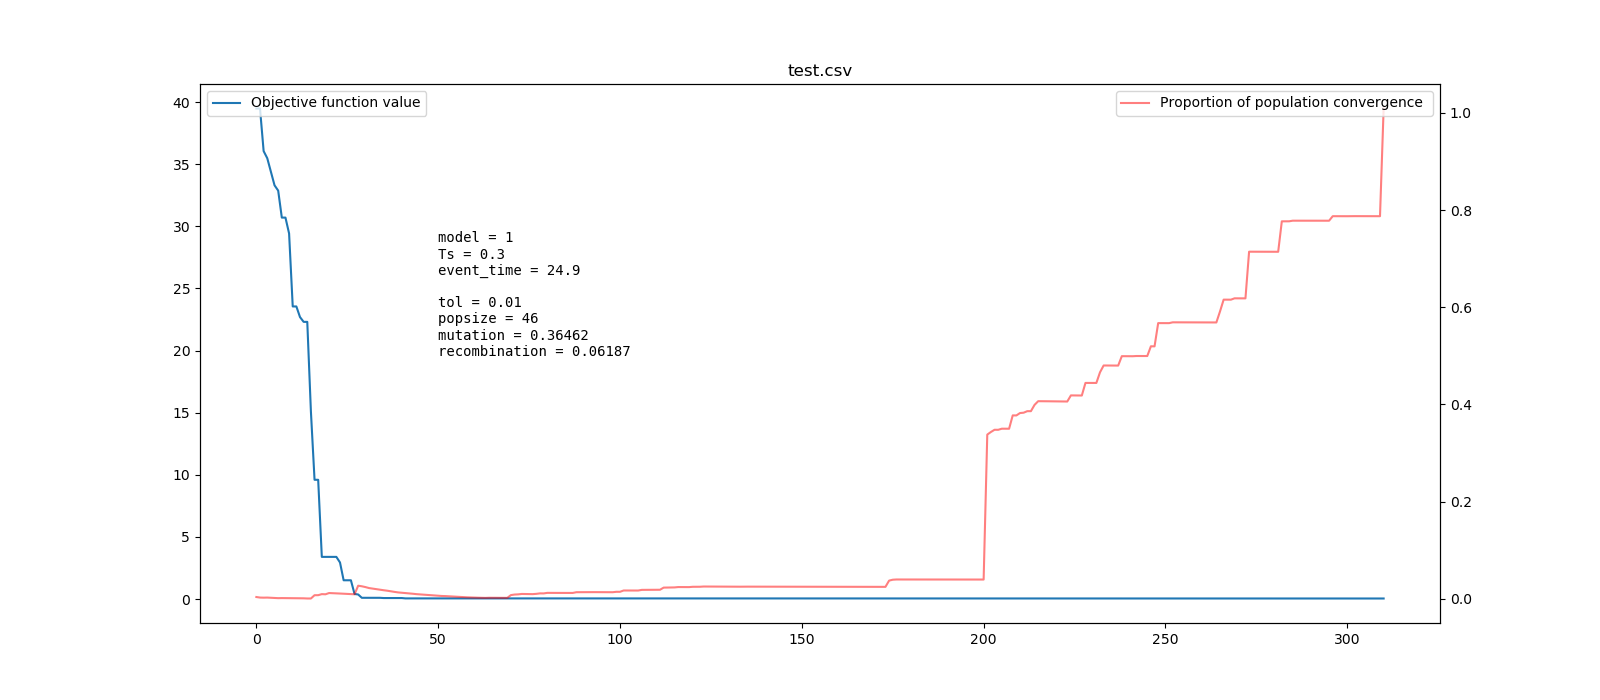 test.csv
Objective function value
Proportion of population convergence
40
35
30
25
20
15
10
5
0
model = 1
Ts = 0.3
event_time = 24.9
tol = 0.01
popsize = 46
mutation = 0.36462
recombination = 0.06187
1.0
0.8
0.6
0.4
0.2
0.0
0 50 100 150 200 250 300